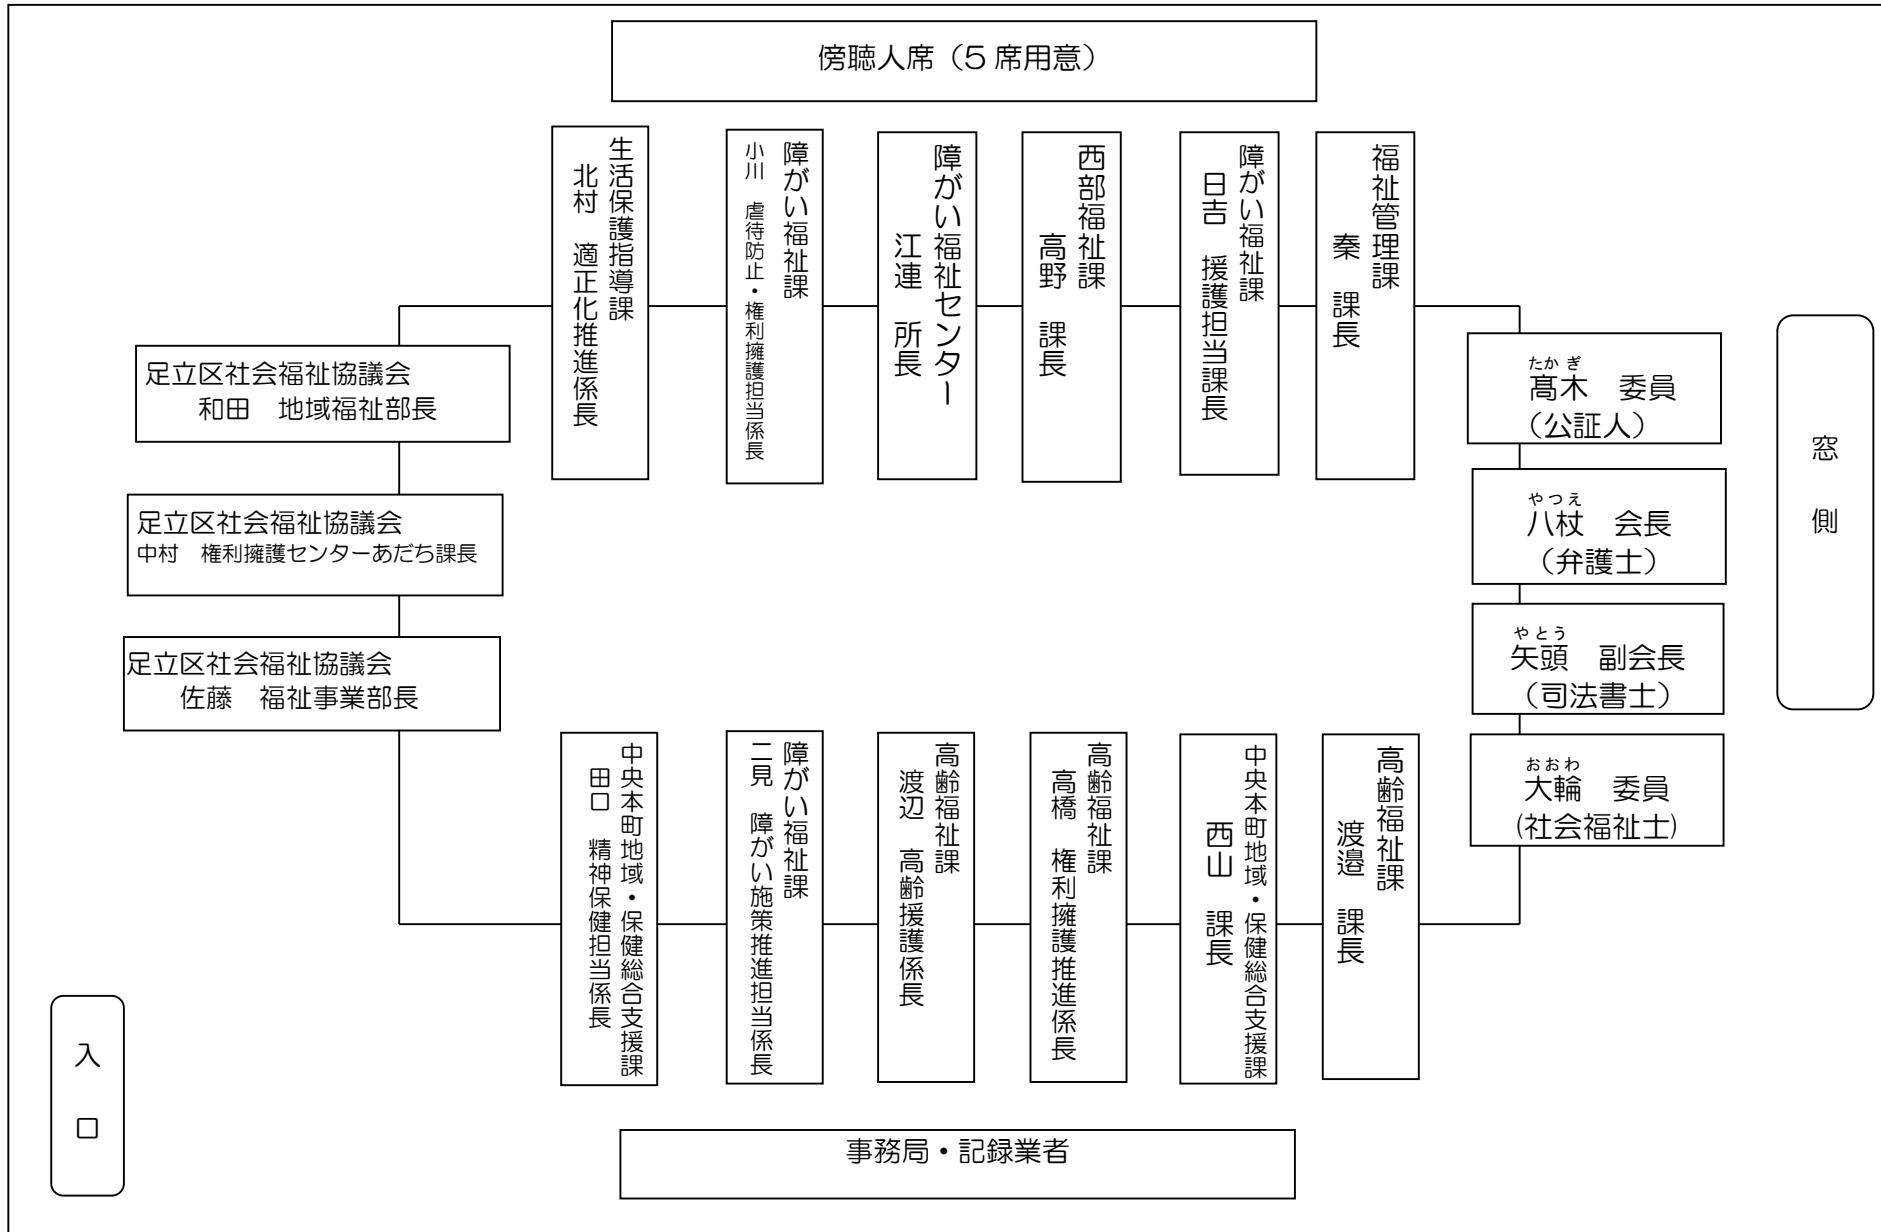 傍聴人席（5 席用意）
生活保護指導課
北村　適正化推進係長
障がい福祉課
小川　虐待防止・権利擁護担当係長
障がい福祉センター
江連　所長
西部福祉課
高野　課長
障がい福祉課
日吉　援護担当課長
福祉管理課
秦　課長
足立区社会福祉協議会
和田　地域福祉部長
足立区社会福祉協議会
中村　権利擁護センターあだち課長
足立区社会福祉協議会
佐藤　福祉事業部長
たか ぎ
髙木　委員
（公証人）
やつえ
八杖　会長
（弁護士）
やとう
矢頭　副会長
（司法書士）
おおわ
大輪　委員
(社会福祉士)
窓側
中央本町地域・保健総合支援課
田口　精神保健担当係長
障がい福祉課
二見　障がい施策推進担当係長
高齢福祉課
渡辺　高齢援護係長
高齢福祉課
高橋　権利擁護推進係長
中央本町地域・保健総合支援課
西山　課長
高齢福祉課
渡邉　課長
入口
事務局・記録業者